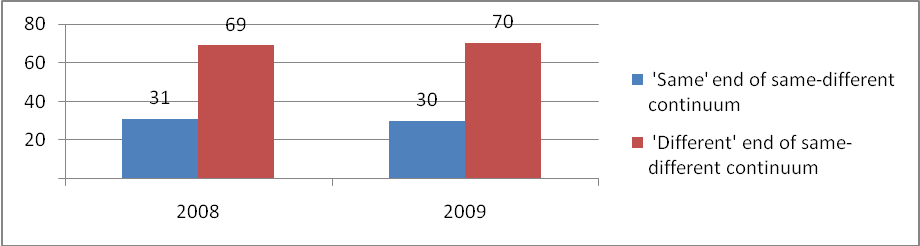 80
60
40
20
31
69
30
70
2008
2009
'Same' end of same-different
continuum
'Different' end of same-
different continuum